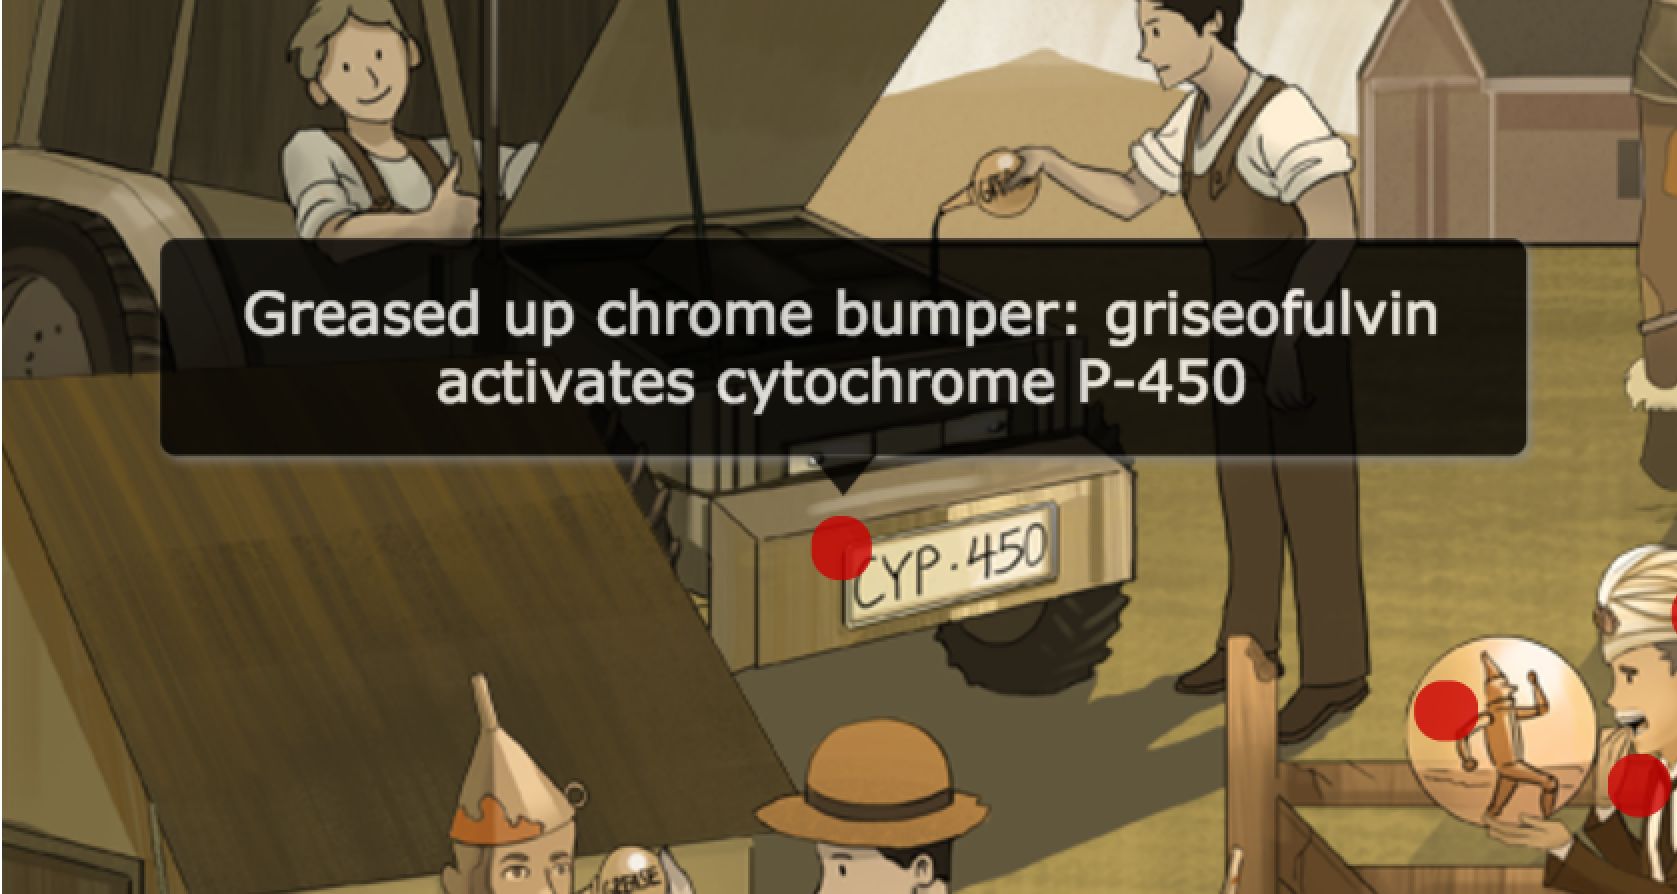 Greased up chrome bumper: griseofulvin
activates cytochrome P-450
CYP·450
GREASE